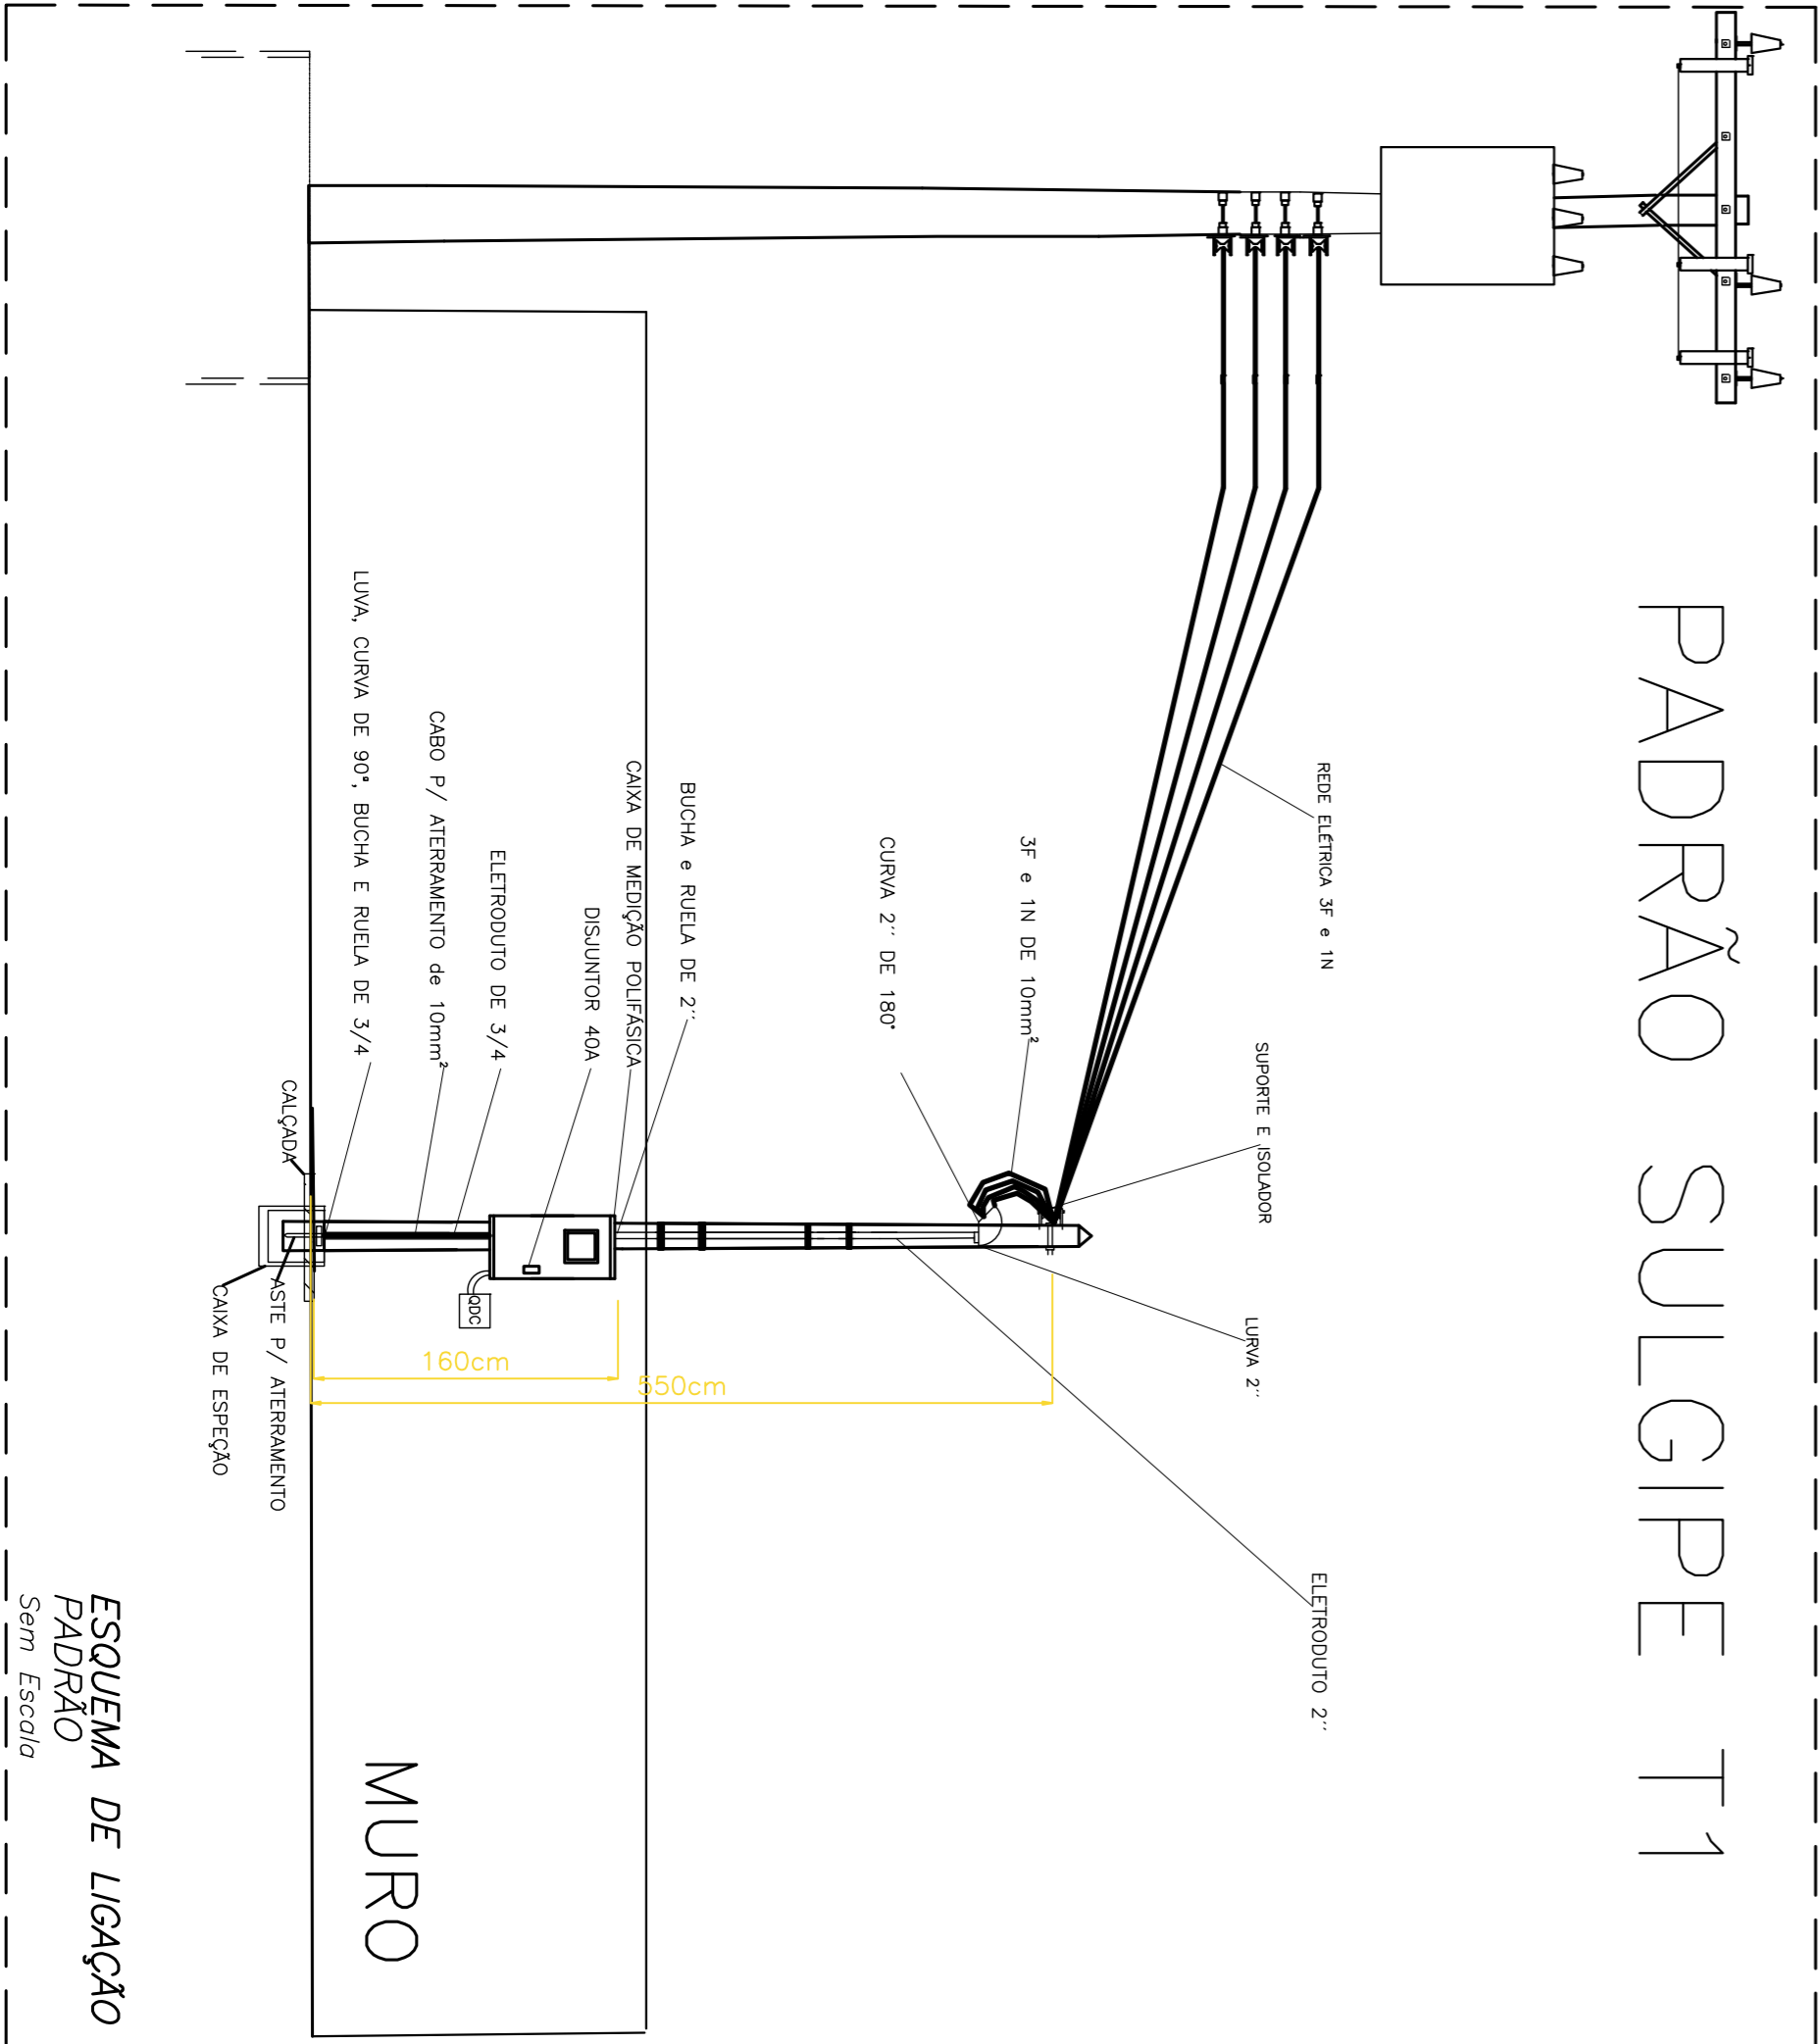 PADRÃO SULGIPE T1
REDE ELÉTRICA 3F e 1N
SUPORTE E ISOLADOR
LURVA 2´´
ELETRODUTO 2´´
3F e 1N DE 10mm²
CURVA 2´´ DE 180°
BUCHA e RUELA DE 2´´
CAIXA DE MEDIÇÃO POLIFÁSICA
DISJUNTOR 40A
ELETRODUTO DE 3/4
CABO P/ ATERRAMENTO de 10mm²
LUVA, CURVA DE 90°, BUCHA E RUELA DE 3/4
QDC
160cm
550cm
MURO
CALÇADA
ASTE P/ ATERRAMENTO
CAIXA DE ESPEÇÃO
ESQUEMA DE LIGAÇÃO
PADRÃO
Sem Escala